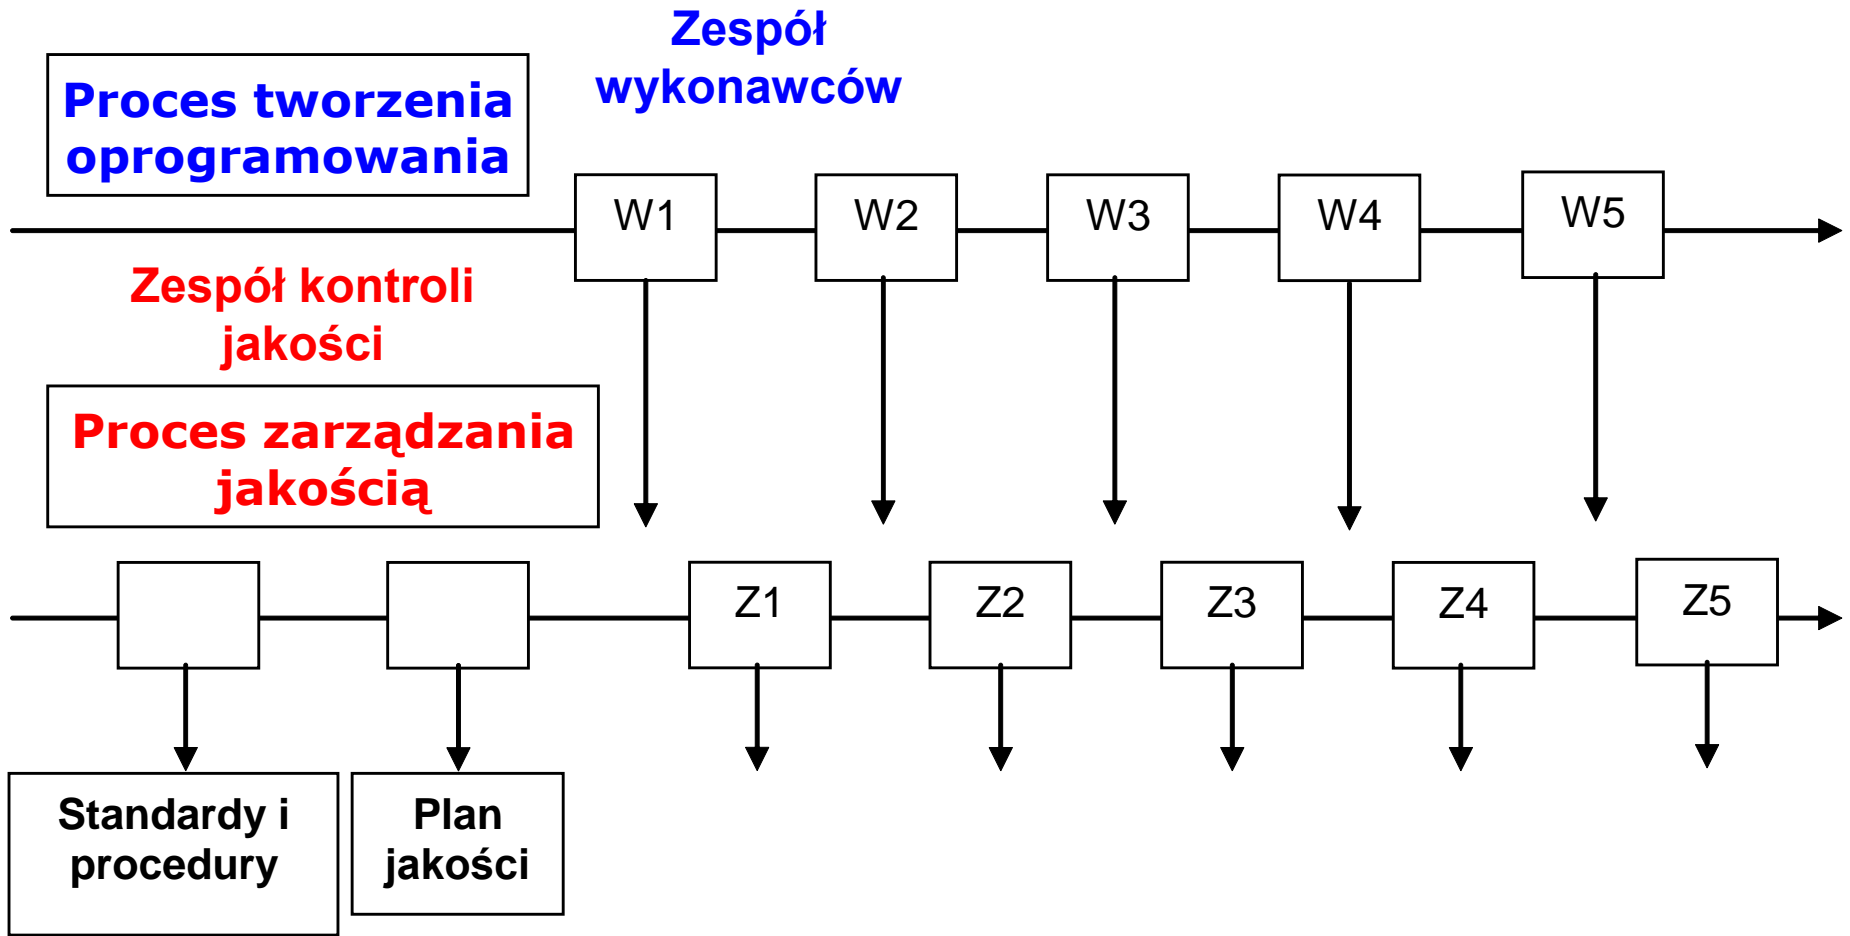 Zespół
wykonawców
Proces tworzenia
oprogramowania
W1
W2
W3
W4
W5
Zespół kontroli
jakości
Proces zarządzania
jakością
Z1
Z2
Z3
Z4
Z5
Standardy i
procedury
Plan
jakości